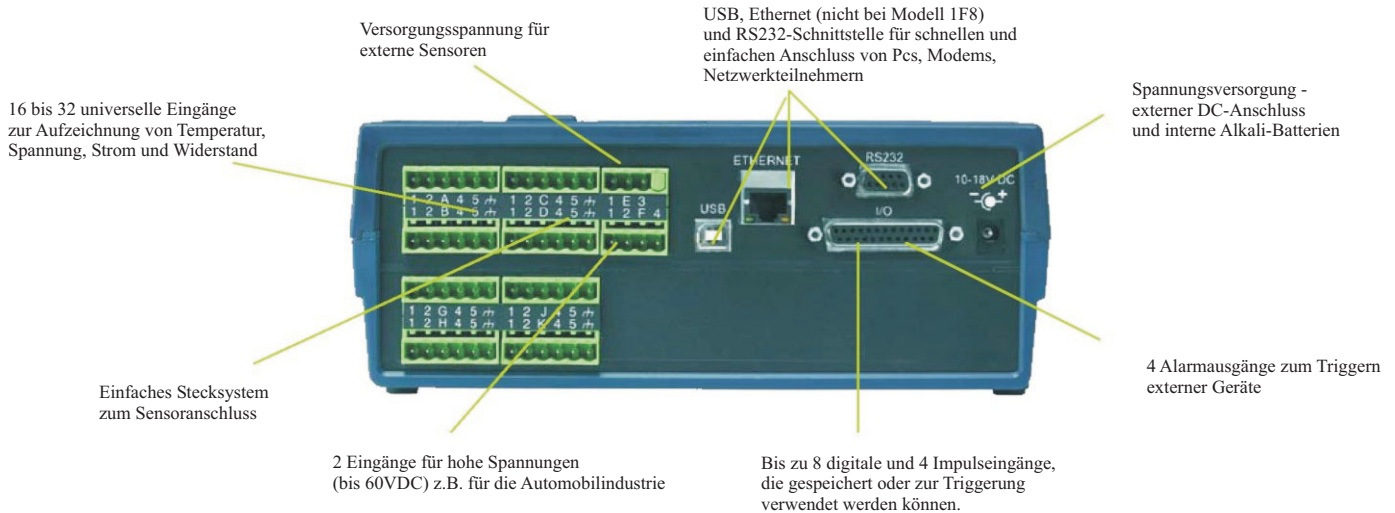 USB, Ethernet (nicht bei Modell 1F8)
und RS232-Schnittstelle für schnellen und
einfachen Anschluss von Pcs, Modems,
Netzwerkteilnehmern
Versorgungsspannung für
externe Sensoren
Spannungsversorgung -
externer DC-Anschluss
und interne Alkali-Batterien
16 bis 32 universelle Eingänge
zur Aufzeichnung von Temperatur,
Spannung, Strom und Widerstand
ETHERNET
RS232
10-18V DC
1 2 A 4 5
1 2 C 4 5
1 E 3
1 2 B 4 5
1 2 D 4 5
1 2 F 4
USB
I/O
1 2 G 4 5
1 2 J 4 5
1 2 H 4 5
1 2 K 4 5
4 Alarmausgänge zum Triggern
externer Geräte
Einfaches Stecksystem
zum Sensoranschluss
2 Eingänge für hohe Spannungen
(bis 60VDC) z.B. für die Automobilindustrie
Bis zu 8 digitale und 4 Impulseingänge,
die gespeichert oder zur Triggerung
verwendet werden können.